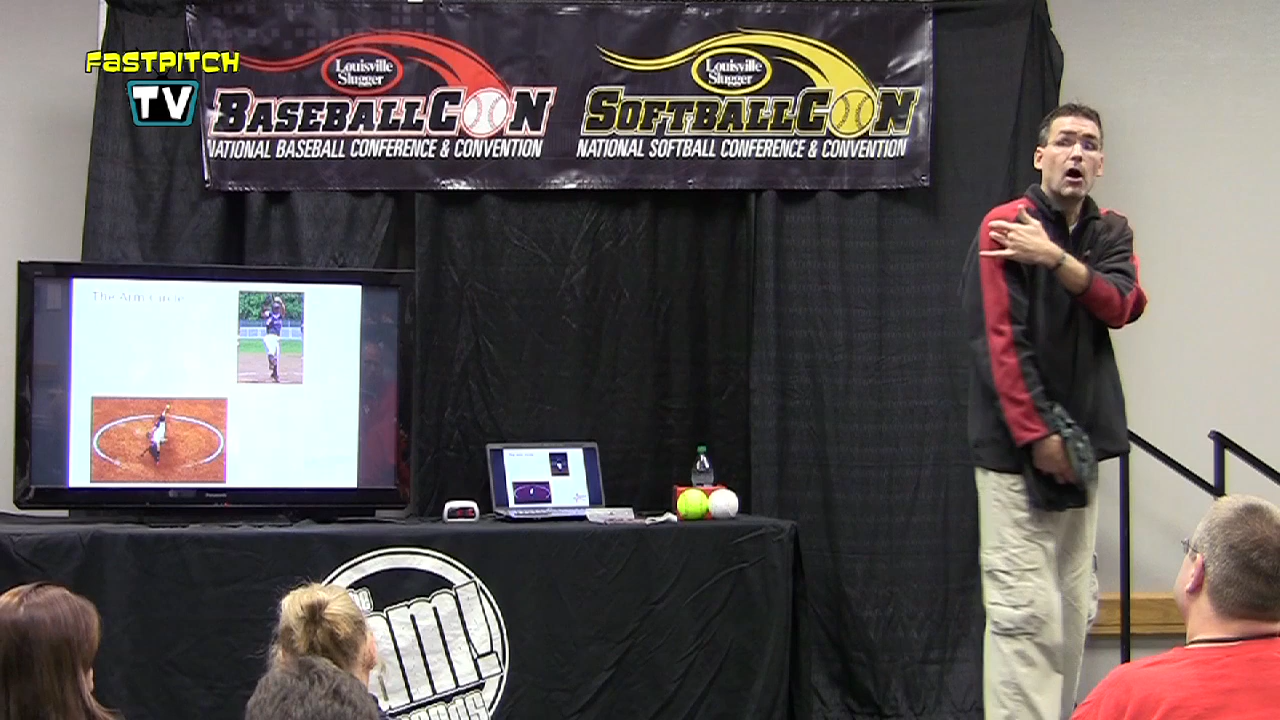 FASTPITCH
TV
Louisville
Slugger
BASEBALLCON
NATIONAL BASEBALL CONFERENCE & CONVENTION
Louisville
Slugger
SOFTBALLCON
NATIONAL SOFTBALL CONFERENCE & CONVENTION
The Arm Circle
Panasonic